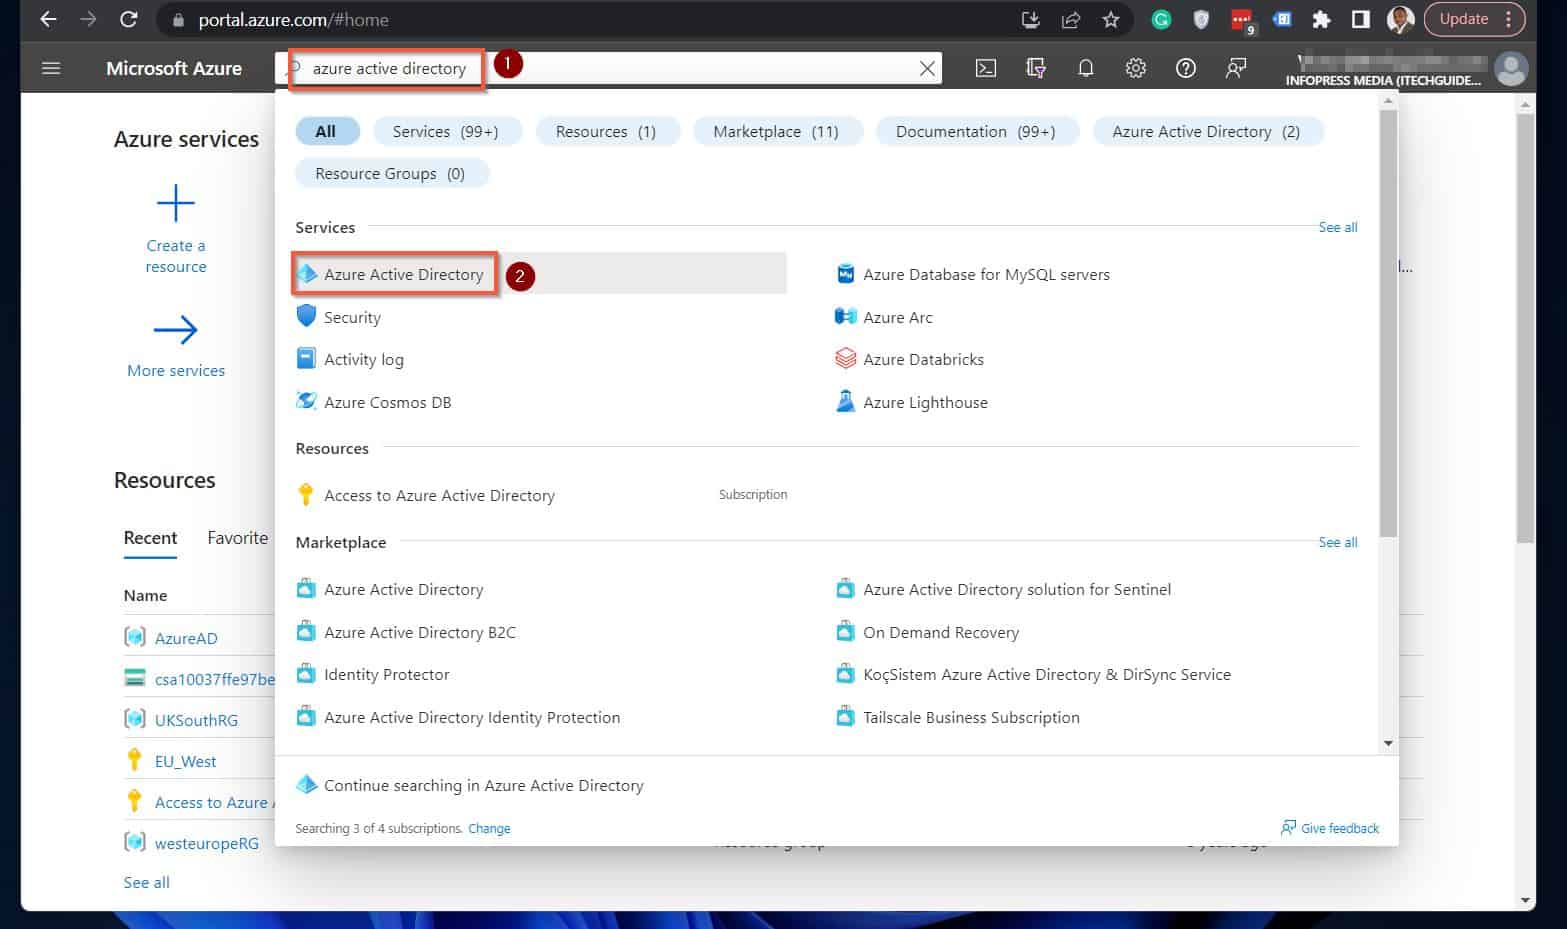 portal.azure.com/#home
9
Update
Microsoft Azure
azure active directory
1
INFOPRESS MEDIA (ITECHGUIDE...
All
Services (99+)
Resources (1)
Marketplace (11)
Documentation (99+)
Azure Active Directory (2)
Resource Groups (0)
Azure services
Create a
resource
More services
Services
See all
Azure Active Directory
2
Azure Database for MySQL servers
Security
Azure Arc
Activity log
Azure Databricks
Azure Cosmos DB
Azure Lighthouse
Resources
Access to Azure Active Directory
Subscription
Marketplace
See all
Azure Active Directory
Azure Active Directory solution for Sentinel
Azure Active Directory B2C
On Demand Recovery
Identity Protector
KoçSistem Azure Active Directory & DirSync Service
Azure Active Directory Identity Protection
Tailscale Business Subscription
Continue searching in Azure Active Directory
Searching 3 of 4 subscriptions. Change
Give feedback
Resources
Recent
Favorite
Name
AzureAD
csa10037ffe97be
UKSouthRG
EU_West
Access to Azure
westeuropeRG
See all